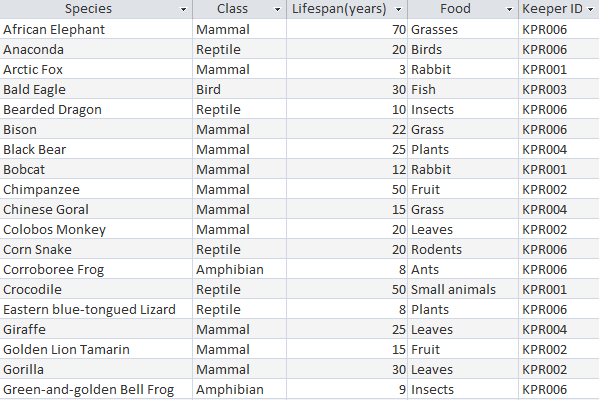 Species Class Lifespan(years) Food Keeper ID
African Elephant Mammal 70 Grasses KPR006
Anaconda Reptile 20 Birds KPR006
Arctic Fox Mammal 3 Rabbit KPR001
Bald Eagle Bird 30 Fish KPR003
Bearded Dragon Reptile 10 Insects KPR006
Bison Mammal 22 Grass KPR006
Black Bear Mammal 25 Plants KPR004
Bobcat Mammal 12 Rabbit KPR001
Chimpanzee Mammal 50 Fruit KPR002
Chinese Goral Mammal 15 Grass KPR004
Colobos Monkey Mammal 20 Leaves KPR002
Corn Snake Reptile 20 Rodents KPR006
Corroboree Frog Amphibian 8 Ants KPR006
Crocodile Reptile 50 Small animals KPR001
Eastern blue-tongued Lizard Reptile 8 Plants KPR006
Giraffe Mammal 25 Leaves KPR004
Golden Lion Tamarin Mammal 15 Fruit KPR002
Gorilla Mammal 30 Leaves KPR002
Green-and-golden Bell Frog Amphibian 9 Insects KPR006